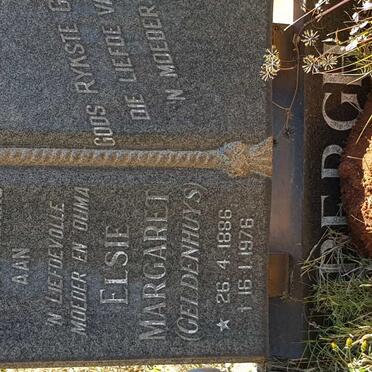 AAN
'N LIEFDEVOLLE
MOEDER EN OUMA
ELSIE
MARGARET
(GELDENHUYS)
★ 26·4·1886
† 16·1·1976
GODS RYKSTE
DIE LIEFDE
'N MOEDER